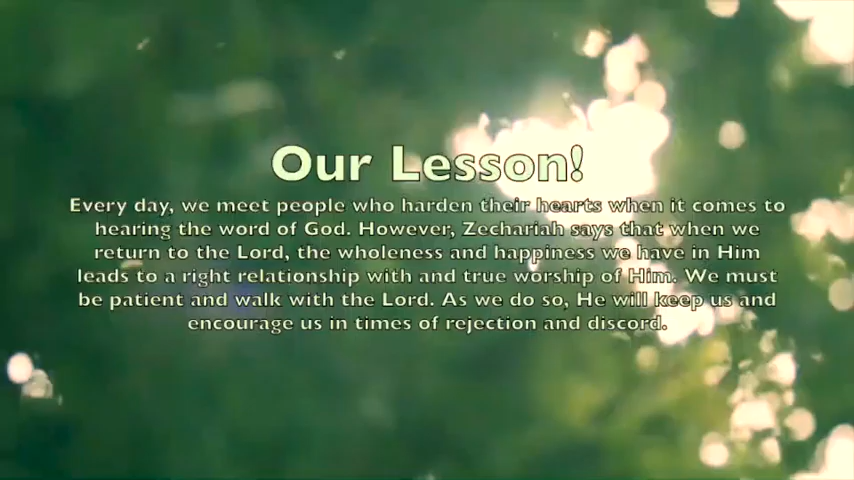 Our Lesson!
Every day, we meet people who harden their hearts when it comes to
hearing the word of God. However, Zechariah says that when we
return to the Lord, the wholeness and happiness we have in Him
leads to a right relationship with and true worship of Him. We must
be patient and walk with the Lord. As we do so, He will keep us and
encourage us in times of rejection and discord.